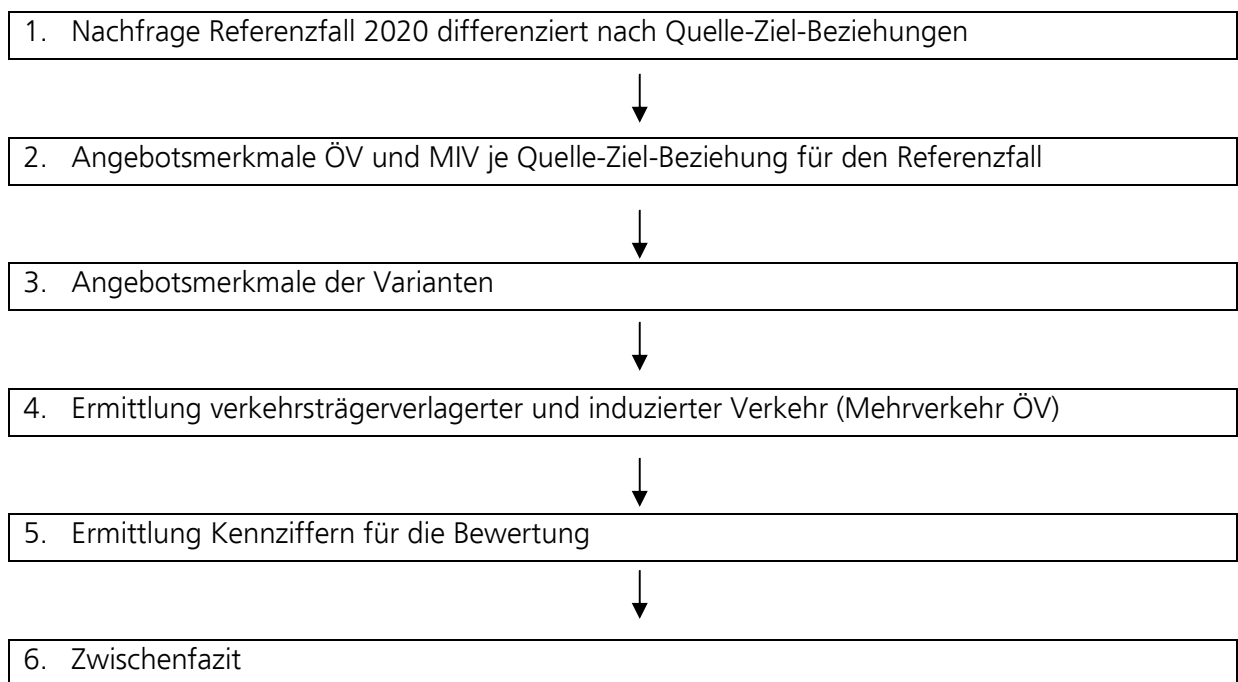 1. Nachfrage Referenzfall 2020 differenziert nach Quelle-Ziel-Beziehungen
2. Angebotsmerkmale ÖV und MIV je Quelle-Ziel-Beziehung für den Referenzfall
3. Angebotsmerkmale der Varianten
4. Ermittlung verkehrsträgerverlagerter und induzierter Verkehr (Mehrverkehr ÖV)
5. Ermittlung Kennziffern für die Bewertung
6. Zwischenfazit